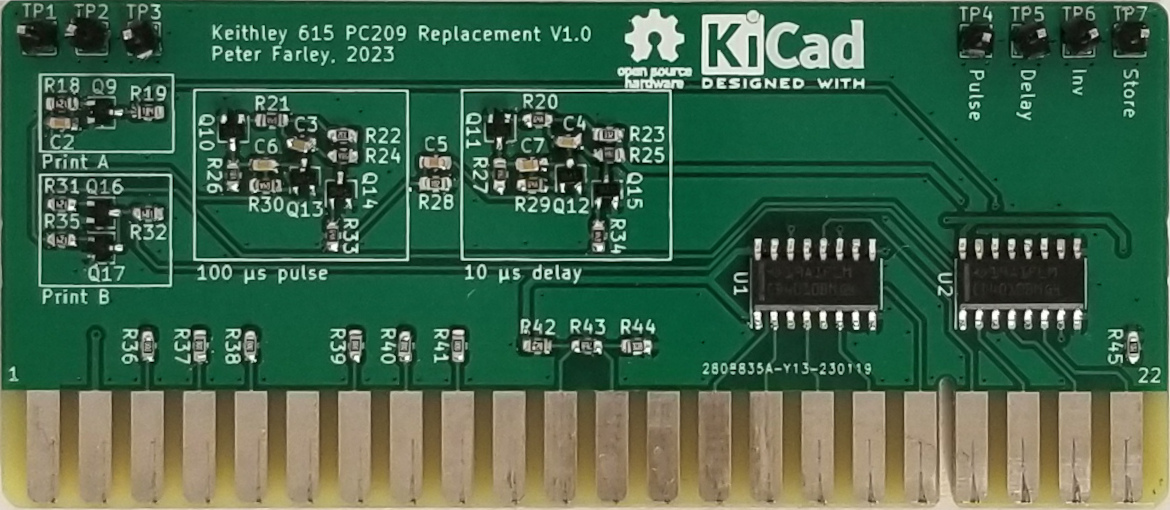 TP1 TP2 TP3
Keithley 615 PC209 Replacement V1.0
Peter Farley, 2023
open source
hardware
KiCad
DESIGNED WITH
TP4 TP5 TP6 TP7
Pulse
Delay
Inv
Store
R18 Q9
R19
C2
Print A
R31 Q16
R35
R32
Q17
Print B
R21
Q10
C3
R22
R24
C6
R26
R30
Q13
Q14
R33
100 µs pulse
C5
R28
R20
Q11
C4
R23
R25
C7
R27
R29
Q12
Q15
R34
10 µs delay
U1
U2
R36
R37
R38
R39
R40
R41
R42 R43 R44
R45
2808835A-Y13-230119
1
22